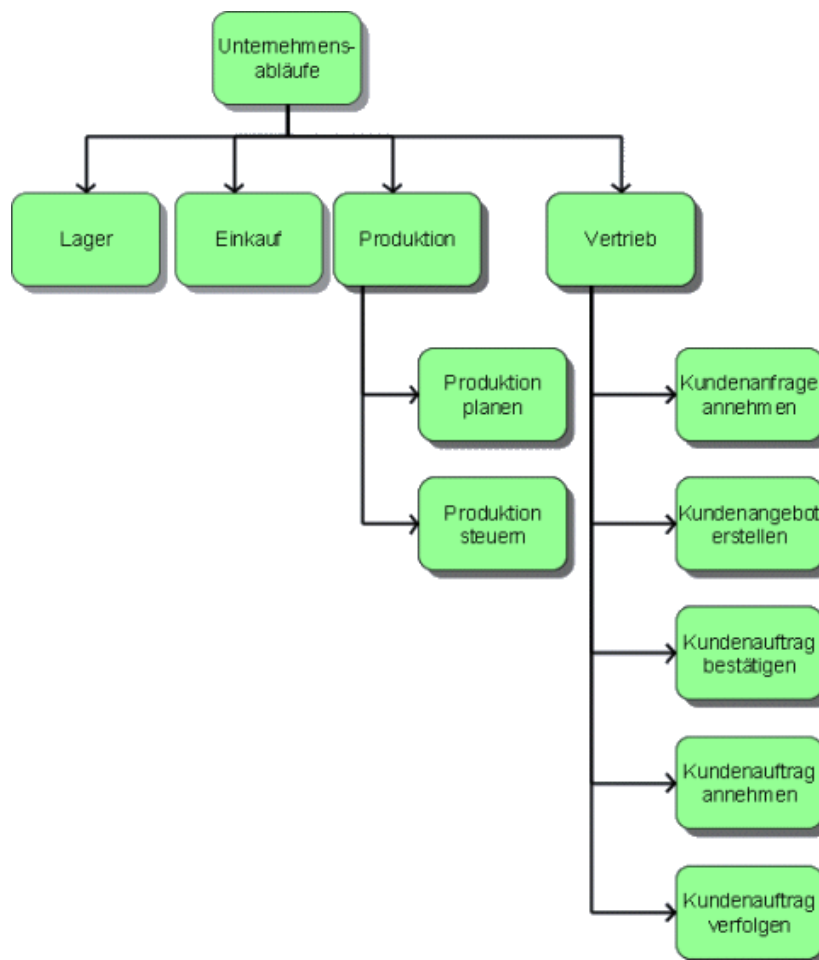 Unternehmens-
abläufe
Lager
Einkauf
Produktion
Vertrieb
Produktion
planen
Produktion
steuern
Kundenanfrage
annehmen
Kundenangebot
erstellen
Kundenauftrag
bestätigen
Kundenauftrag
annehmen
Kundenauftrag
verfolgen